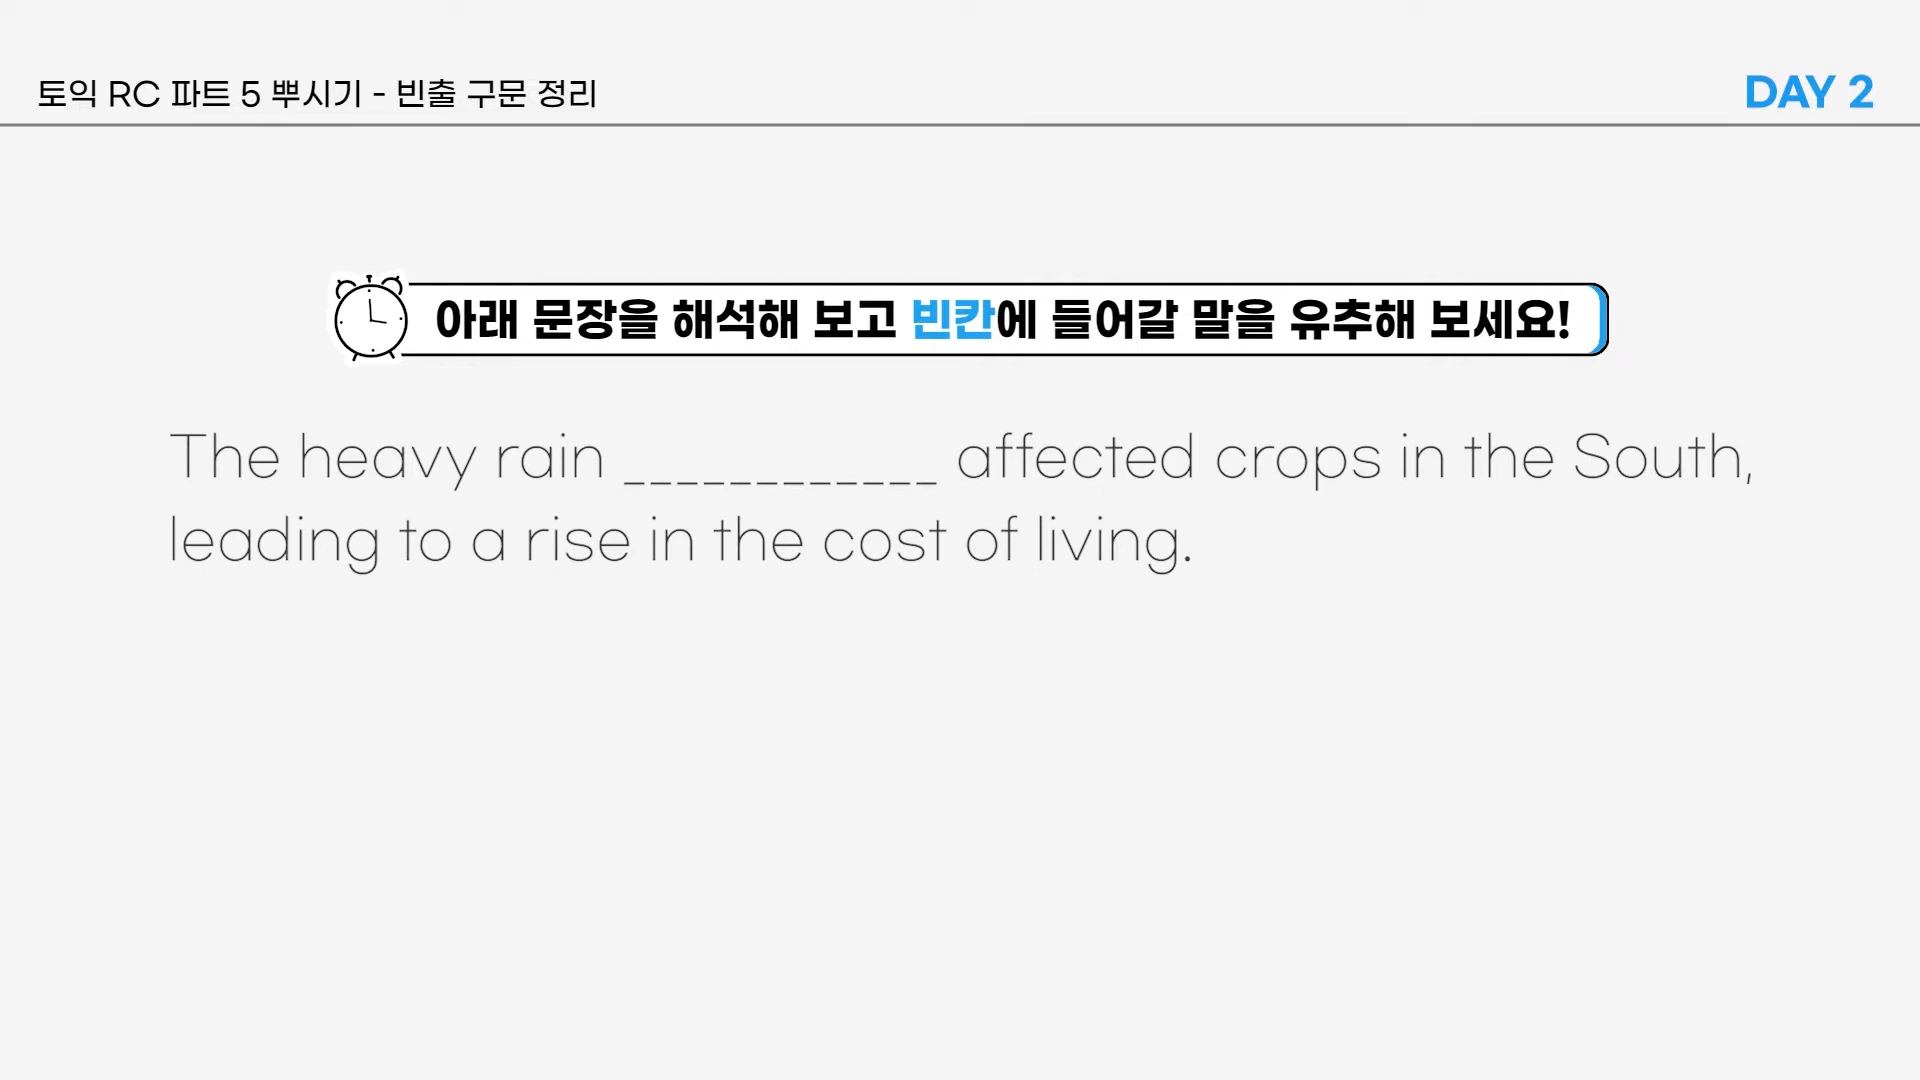 토익 RC 파트 5 뿌시기 - 빈출 구문 정리
DAY 2
아래 문장을 해석해 보고 빈칸에 들어갈 말을 유추해 보세요!
The heavy rain ____________ affected crops in the South,
leading to a rise in the cost of living.